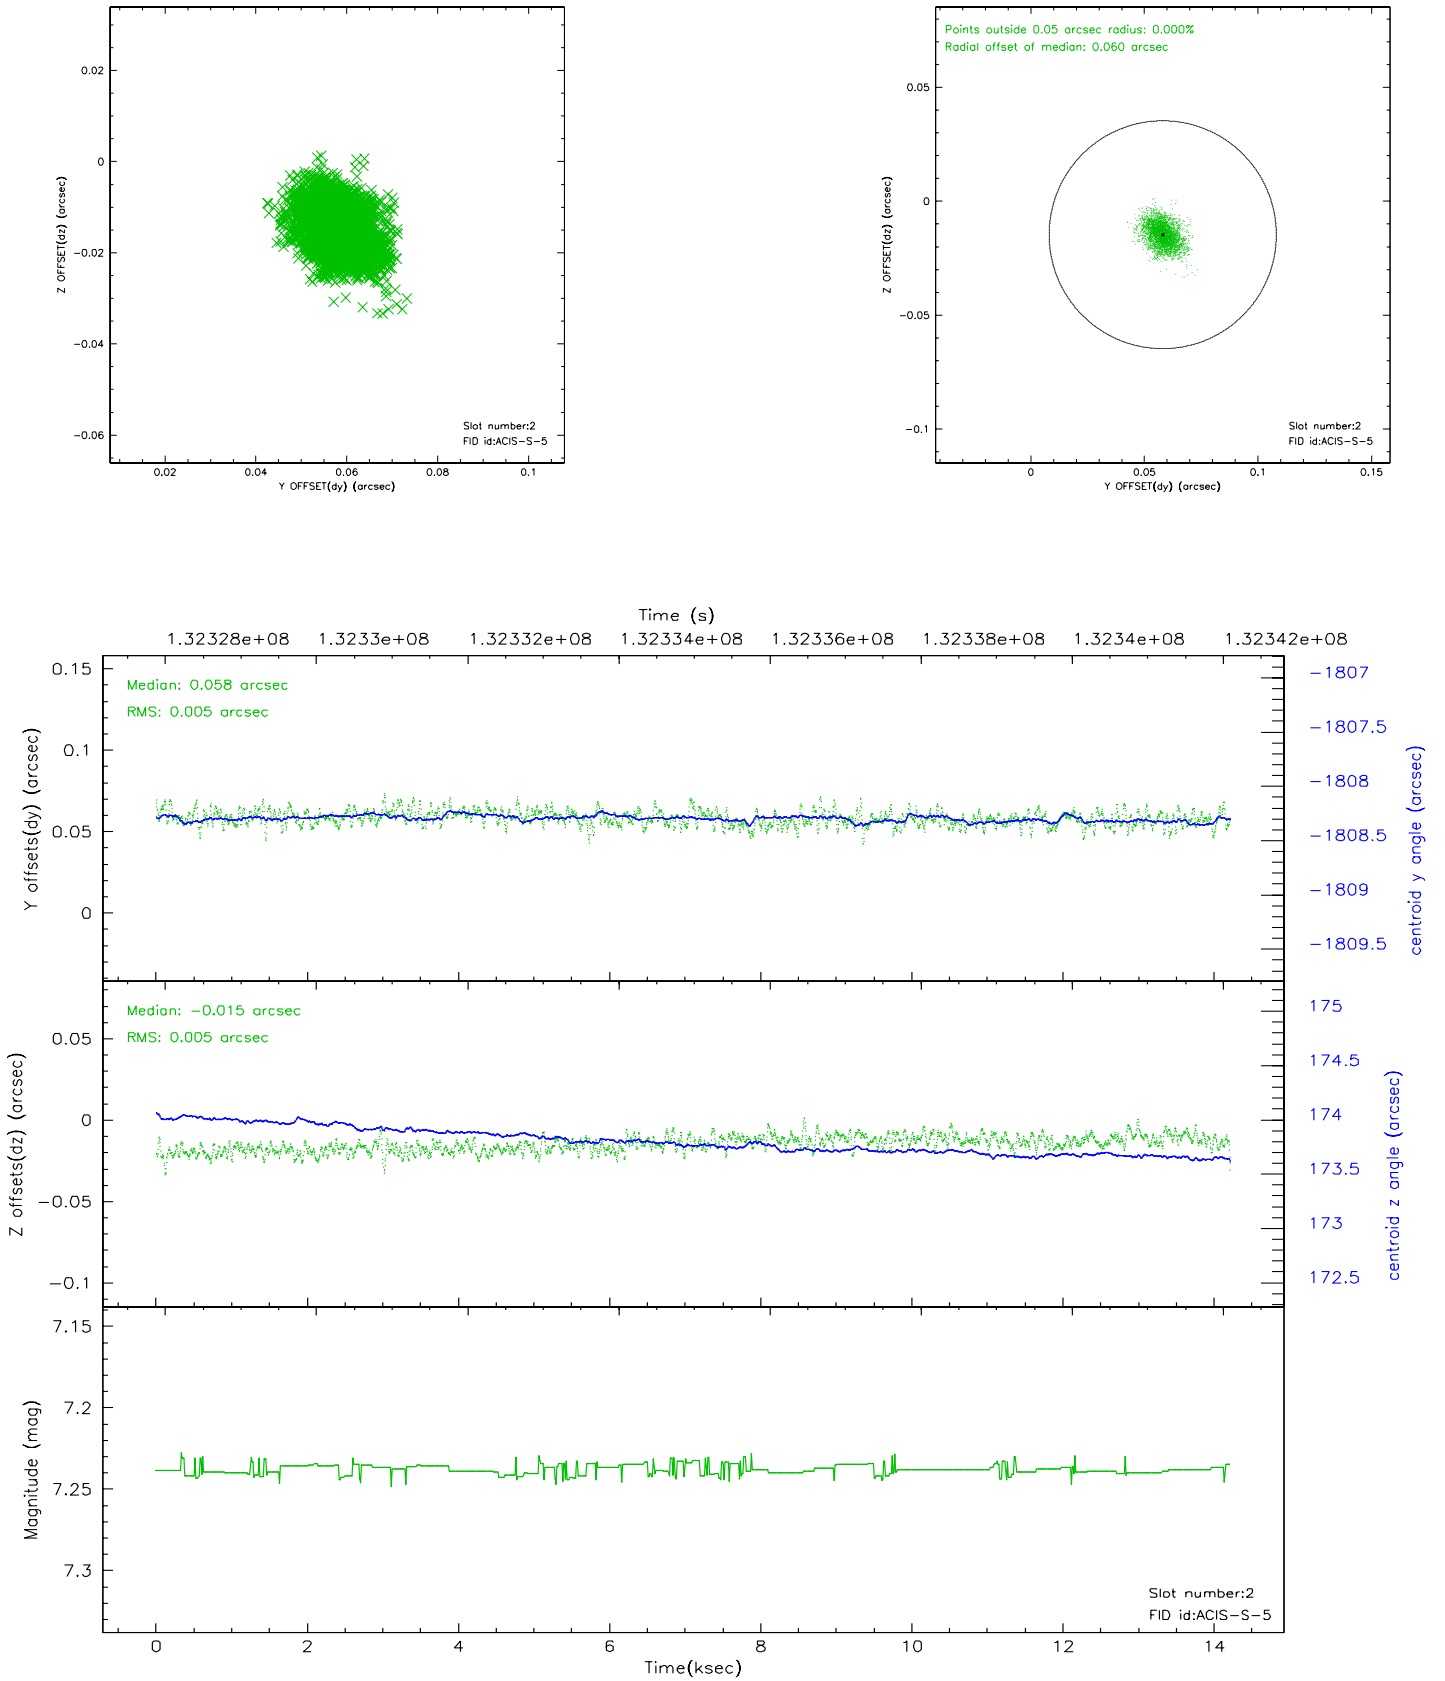 0.02
0
−0.02
−0.04
−0.06
Z OFFSET(dz) (arcsec)
Slot number:2
FID id:ACIS−S−5
0.02 0.04 0.06 0.08 0.1
Y OFFSET(dy) (arcsec)
Points outside 0.05 arcsec radius: 0.000%
Radial offset of median: 0.060 arcsec
0.05
0
−0.05
−0.1
Z OFFSET(dz) (arcsec)
Slot number:2
FID id:ACIS−S−5
0 0.05 0.1 0.15
Y OFFSET(dy) (arcsec)
Time (s)
1.32328e+08 1.3233e+08 1.32332e+08 1.32334e+08 1.32336e+08 1.32338e+08 1.3234e+08 1.32342e+08
Median: 0.058 arcsec
RMS: 0.005 arcsec
0.15
0.1
0.05
0
Y offsets(dy) (arcsec)
−1807
−1807.5
−1808
−1808.5
−1809
−1809.5
centroid y angle (arcsec)
Median: −0.015 arcsec
RMS: 0.005 arcsec
0.05
0
−0.05
−0.1
Z offsets(dz) (arcsec)
175
174.5
174
173.5
173
172.5
centroid z angle (arcsec)
7.15
7.2
7.25
7.3
Magnitude (mag)
Slot number:2
FID id:ACIS−S−5
0 2 4 6 8 10 12 14
Time(ksec)